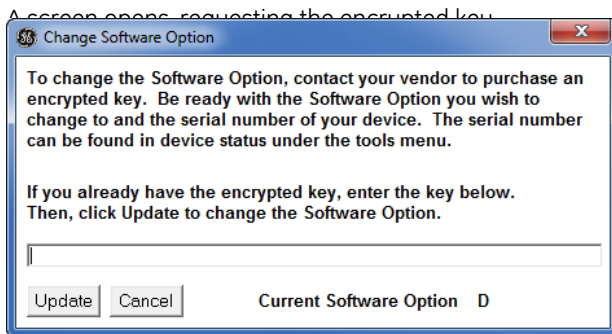 A screen opens, requesting the encrypted key
Change Software Option
To change the Software Option, contact your vendor to purchase an
encrypted key. Be ready with the Software Option you wish to
change to and the serial number of your device. The serial number
can be found in device status under the tools menu.
If you already have the encrypted key, enter the key below.
Then, click Update to change the Software Option.
Update Cancel Current Software Option D